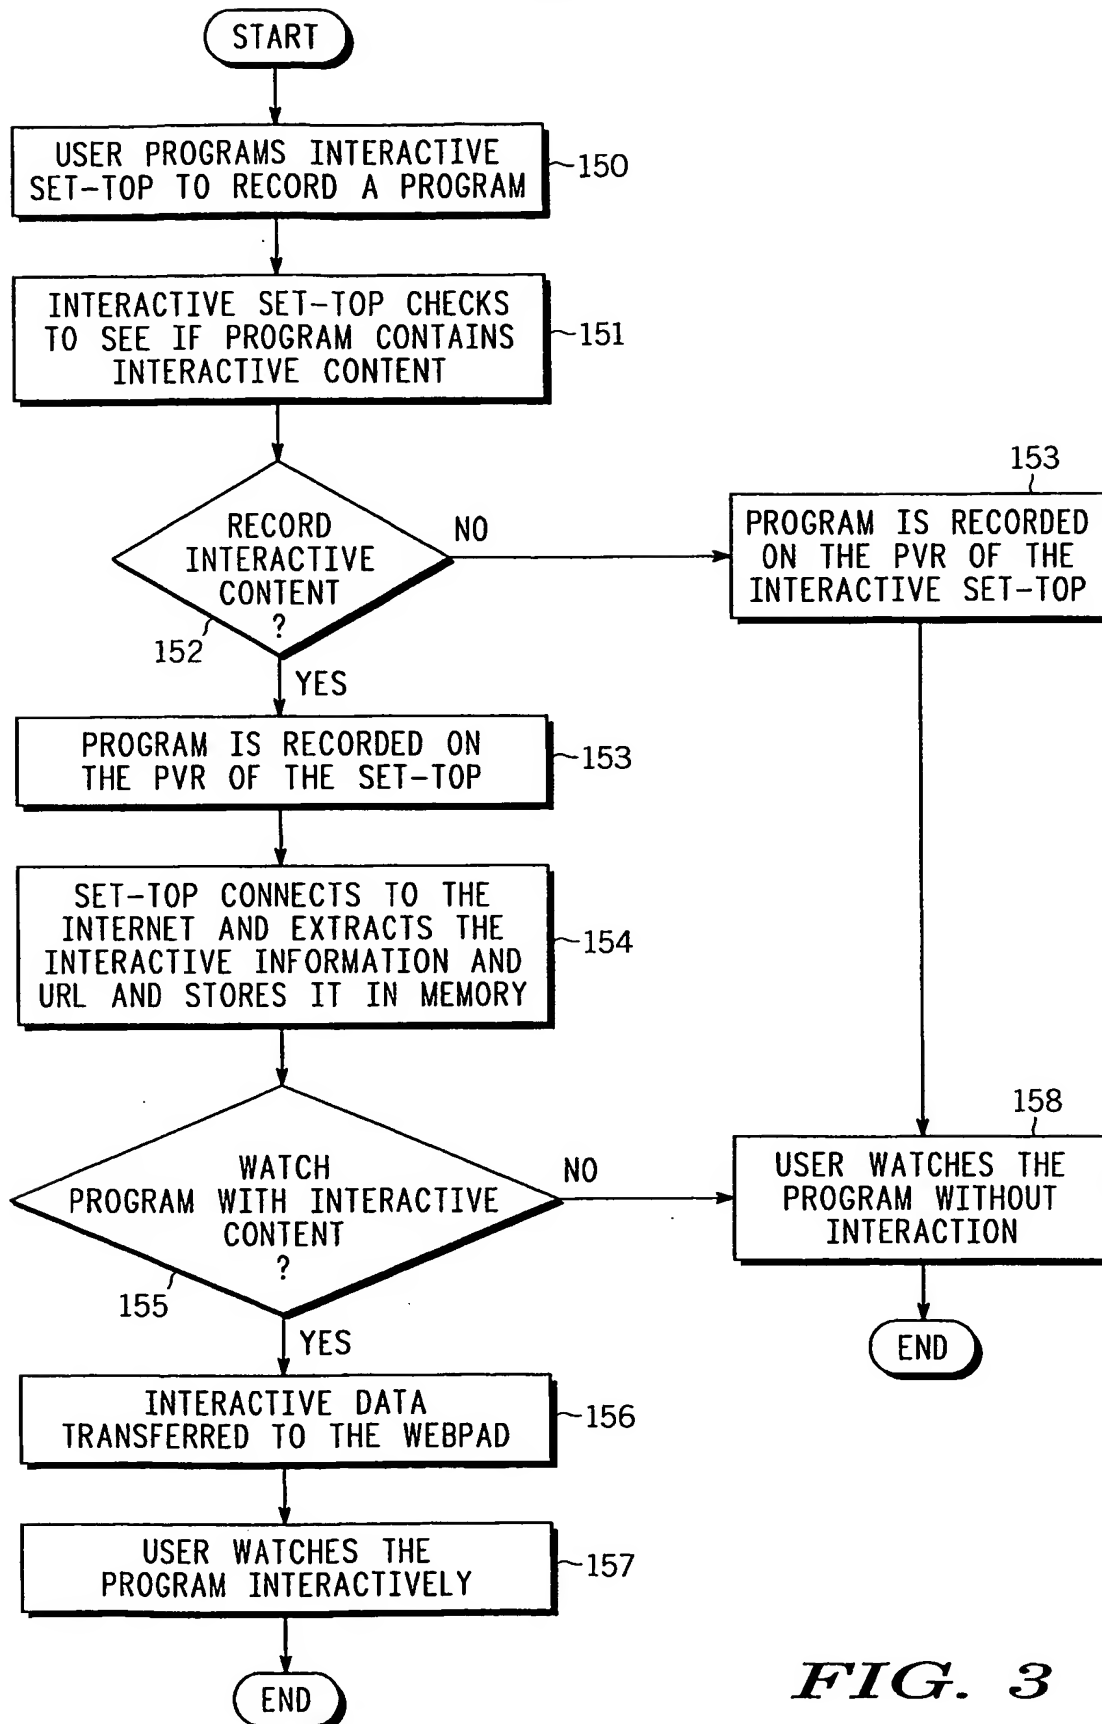 START
USER PROGRAMS INTERACTIVE
SET-TOP TO RECORD A PROGRAM
150
INTERACTIVE SET-TOP CHECKS
TO SEE IF PROGRAM CONTAINS
INTERACTIVE CONTENT
151
RECORD
INTERACTIVE
CONTENT
?
152
NO
YES
153
PROGRAM IS RECORDED
ON THE PVR OF THE
INTERACTIVE SET-TOP
PROGRAM IS RECORDED ON
THE PVR OF THE SET-TOP
153
SET-TOP CONNECTS TO THE
INTERNET AND EXTRACTS THE
INTERACTIVE INFORMATION AND
URL AND STORES IT IN MEMORY
154
WATCH
PROGRAM WITH INTERACTIVE
CONTENT
?
155
NO
YES
158
USER WATCHES THE
PROGRAM WITHOUT
INTERACTION
END
INTERACTIVE DATA
TRANSFERRED TO THE WEBPAD
156
USER WATCHES THE
PROGRAM INTERACTIVELY
157
END
FIG. 3